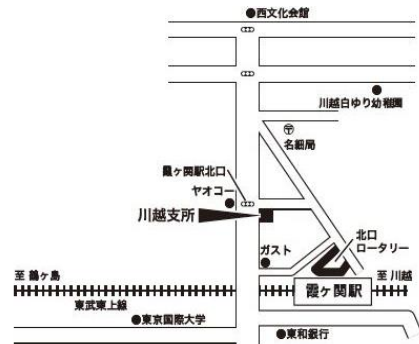 ●西文化会館
川越白ゆり幼稚園
名細局
霞ヶ関駅北口
ヤオコー
川越支所
北口
ロータリー
ガスト
至 鶴ヶ島
至 川越
霞ヶ関駅
東武東上線
●東京国際大学
●東和銀行